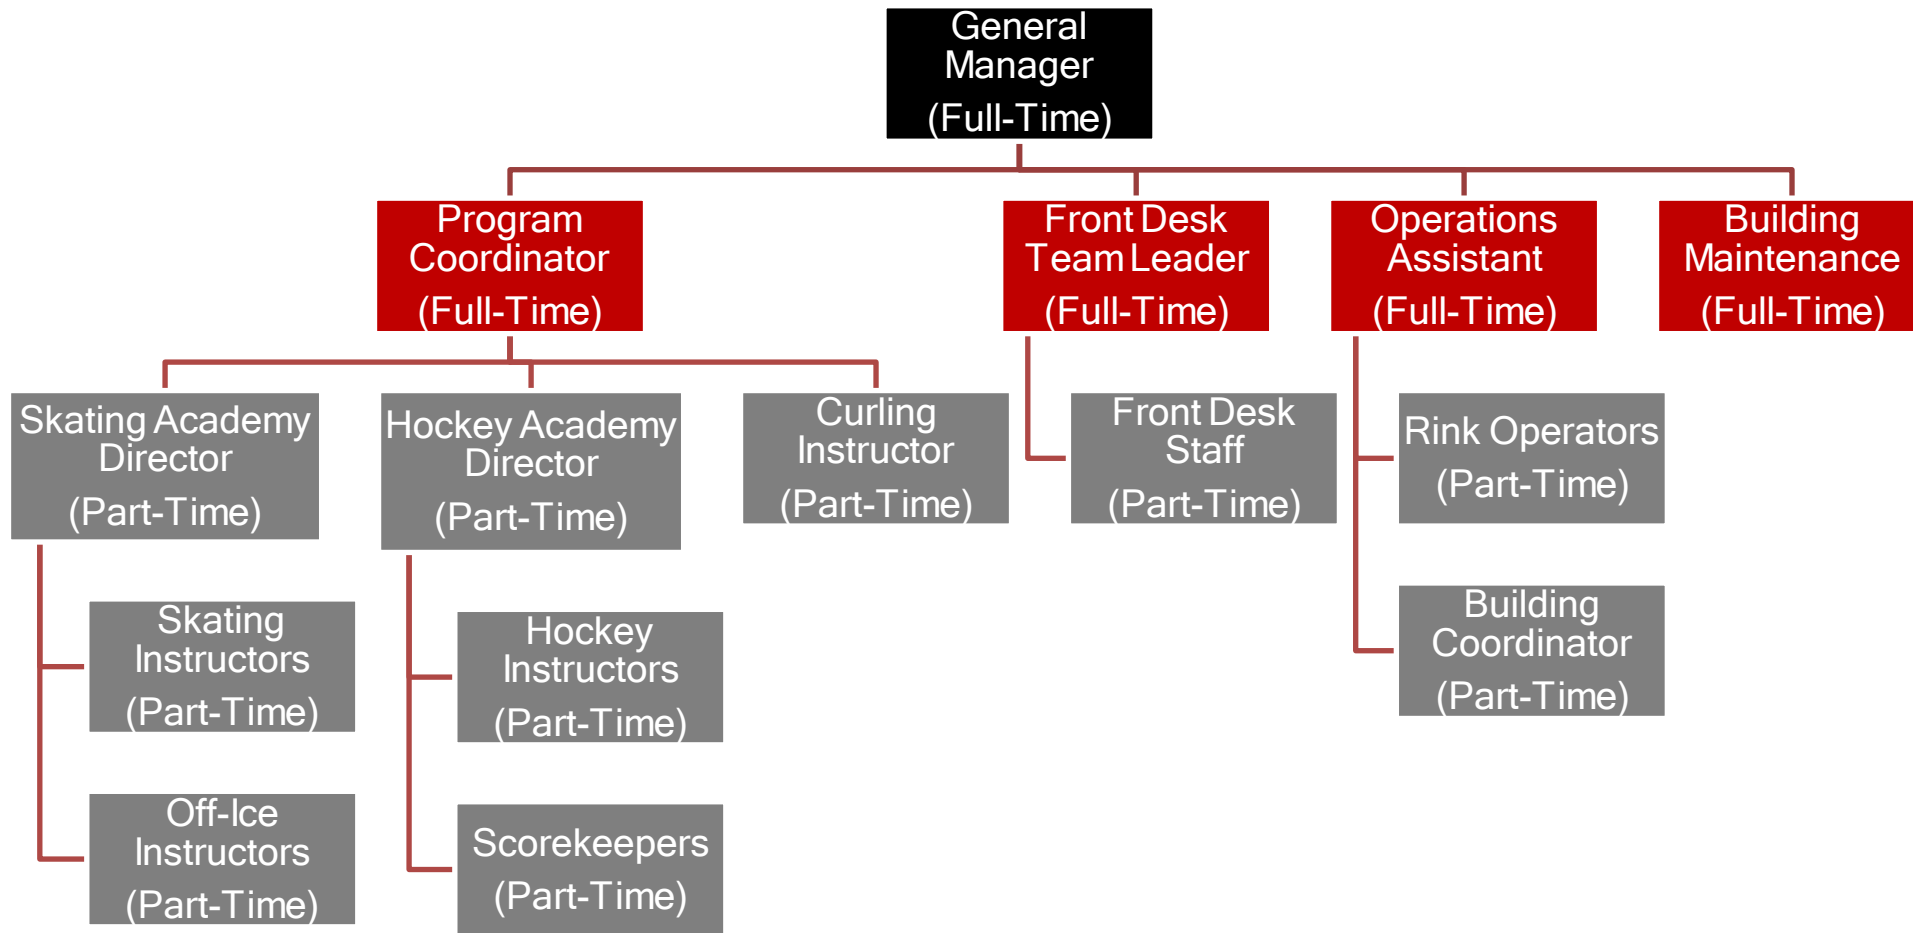 General
Manager
(Full-Time)
Program
Coordinator
(Full-Time)
Front Desk
Team Leader
(Full-Time)
Operations
Assistant
(Full-Time)
Building
Maintenance
(Full-Time)
Skating Academy
Director
(Part-Time)
Hockey Academy
Director
(Part-Time)
Curling
Instructor
(Part-Time)
Front Desk
Staff
(Part-Time)
Rink Operators
(Part-Time)
Skating
Instructors
(Part-Time)
Hockey
Instructors
(Part-Time)
Building
Coordinator
(Part-Time)
Off-Ice
Instructors
(Part-Time)
Scorekeepers
(Part-Time)